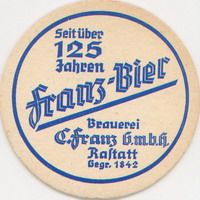 Seit über
125
Jahren
Franz-Bier
Brauerei
C. Franz G.m.b.H.
Rastatt
Gegr. 1842